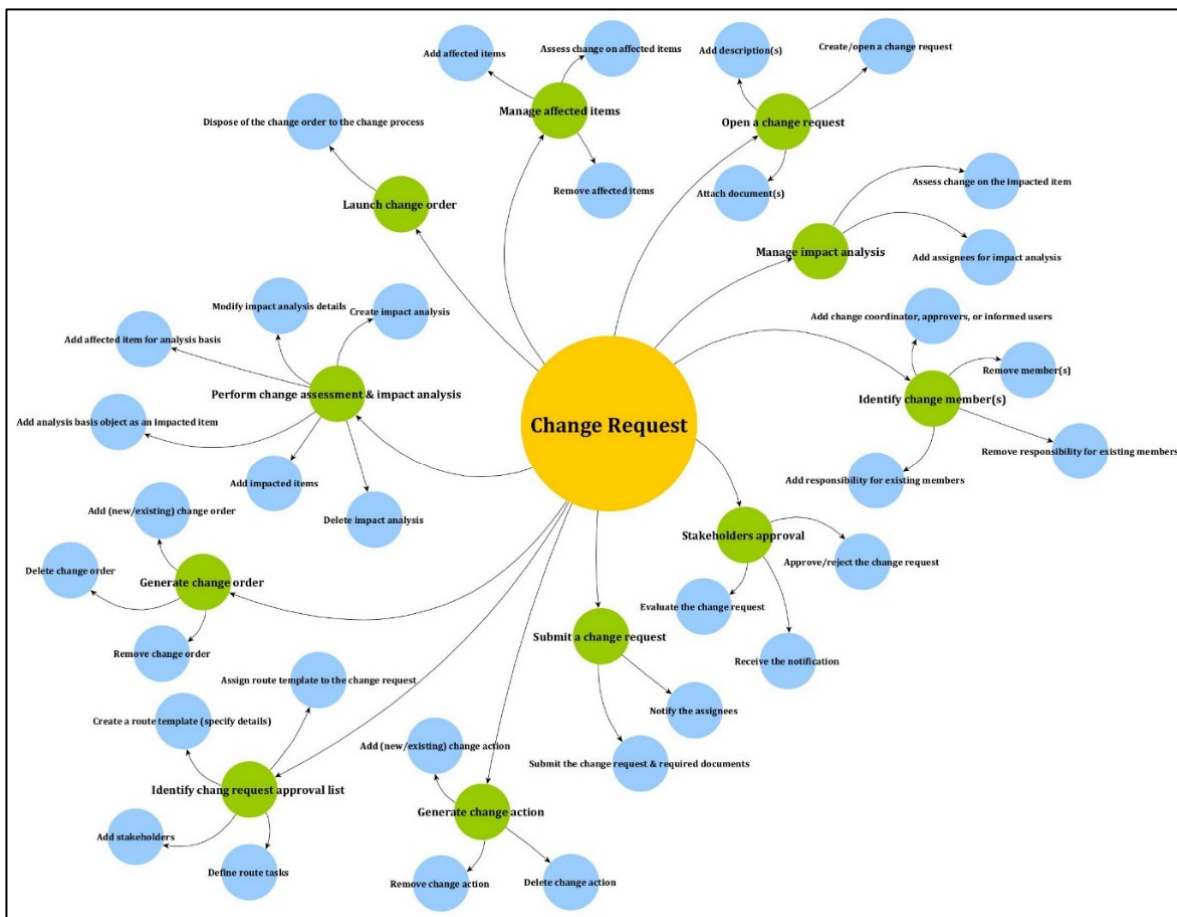 Add affected items
Assess change on affected items
Manage affected items
Remove affected items
Add description(s)
Create/open a change request
Open a change request
Attach document(s)
Dispose of the change order to the change process
Launch change order
Assess change on the impacted item
Manage impact analysis
Add assignees for impact analysis
Modify impact analysis details
Create impact analysis
Add affected item for analysis basis
Perform change assessment & impact analysis
Add analysis basis object as an impacted item
Add impacted items
Delete impact analysis
Change Request
Add change coordinator, approvers, or informed users
Remove member(s)
Identify change member(s)
Remove responsibility for existing members
Add responsibility for existing members
Add (new/existing) change order
Delete change order
Generate change order
Remove change order
Stakeholders approval
Approve/reject the change request
Evaluate the change request
Receive the notification
Submit a change request
Notify the assignees
Submit the change request & required documents
Assign route template to the change request
Create a route template (specify details)
Identify chang request approval list
Add stakeholders
Define route tasks
Add (new/existing) change action
Generate change action
Remove change action
Delete change action